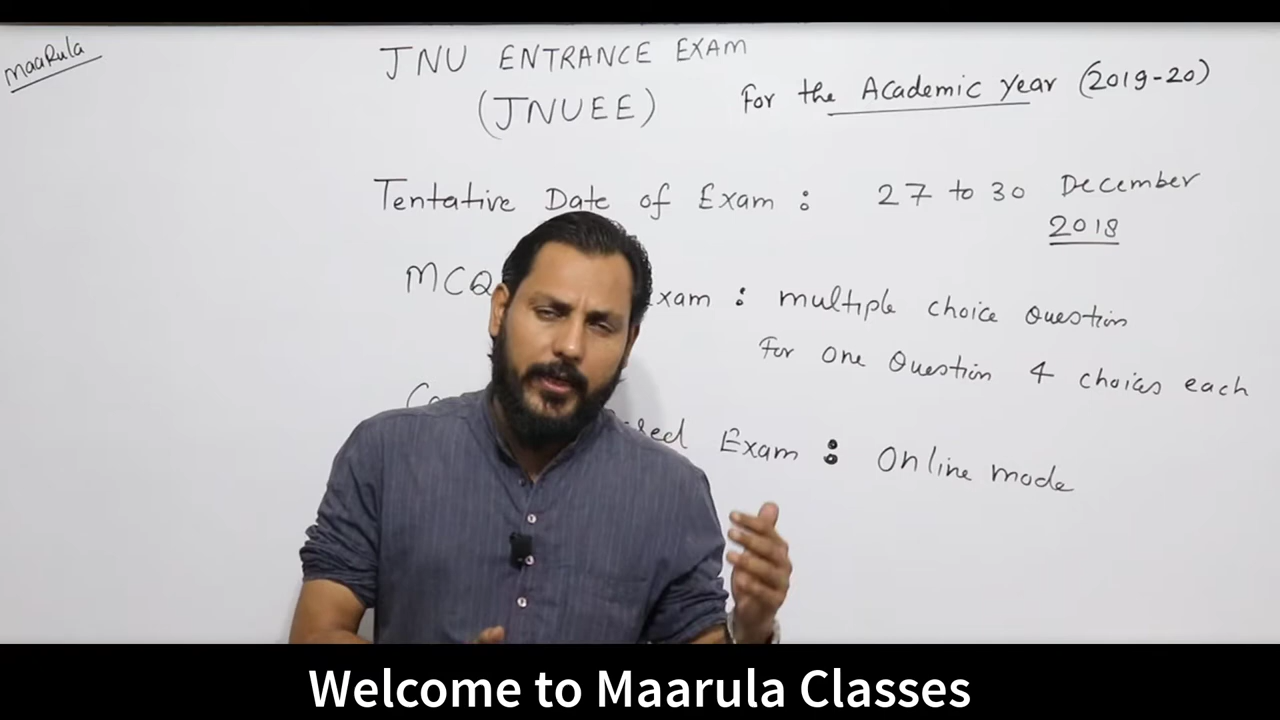 maaRula
JNU ENTRANCE EXAM
(JNUEE)
For the Academic year (2019-20)
Tentative Date of Exam : 27 to 30 December
2018
MCQ Exam : multiple choice Question
For one Question 4 choices each
Exam : Online mode
Welcome to Maarula Classes